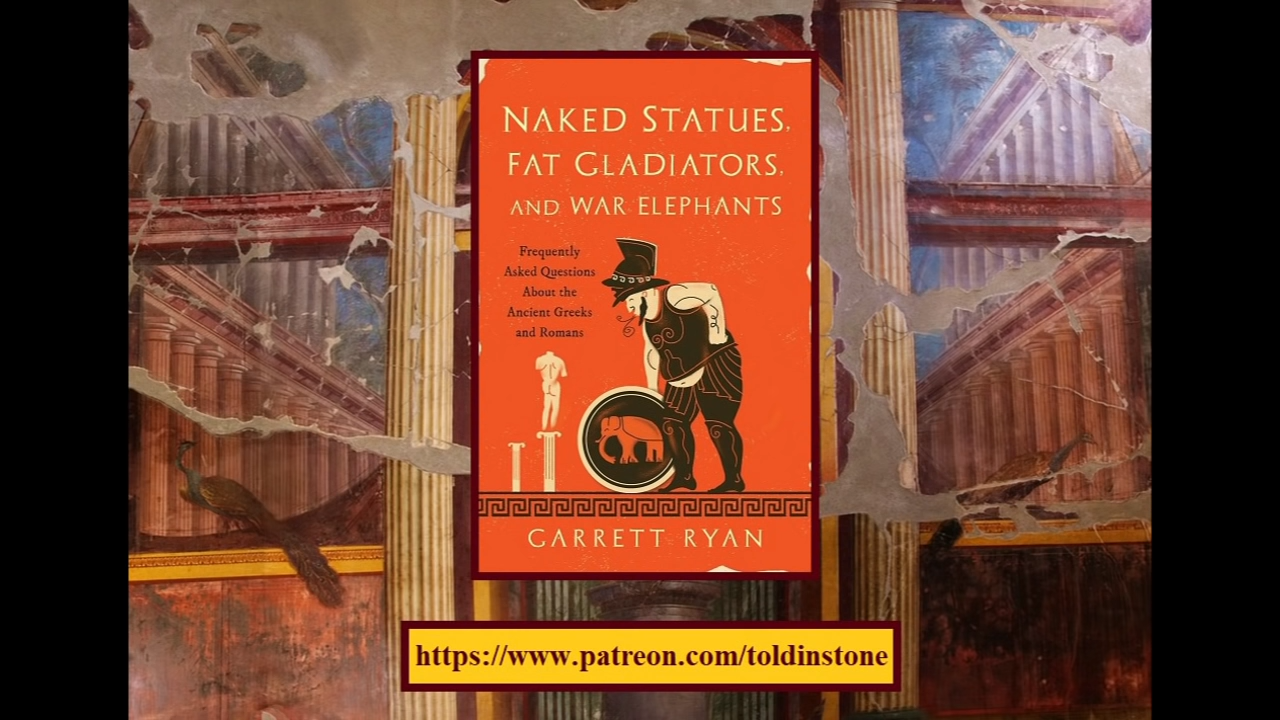 NAKED STATUES,
FAT GLADIATORS,
AND WAR ELEPHANTS
Frequently
Asked Questions
About the
Ancient Greeks
and Romans
GARRETT RYAN
https://www.patreon.com/toldinstone